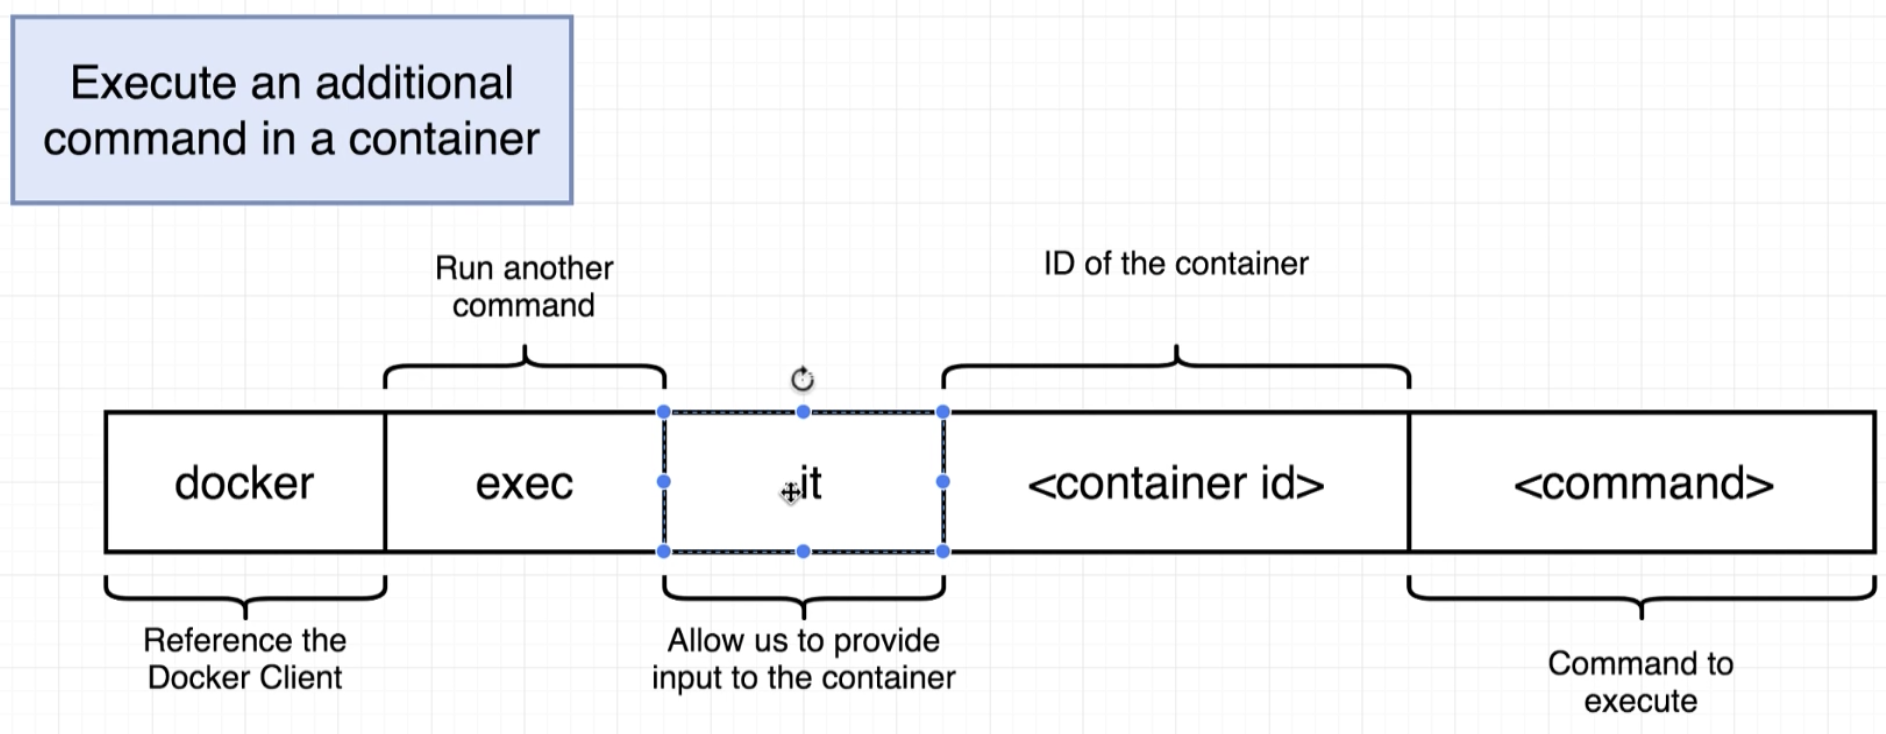 Execute an additional
command in a container
Run another
command
ID of the container
docker
exec
it
<container id>
<command>
Reference the
Docker Client
Allow us to provide
input to the container
Command to
execute